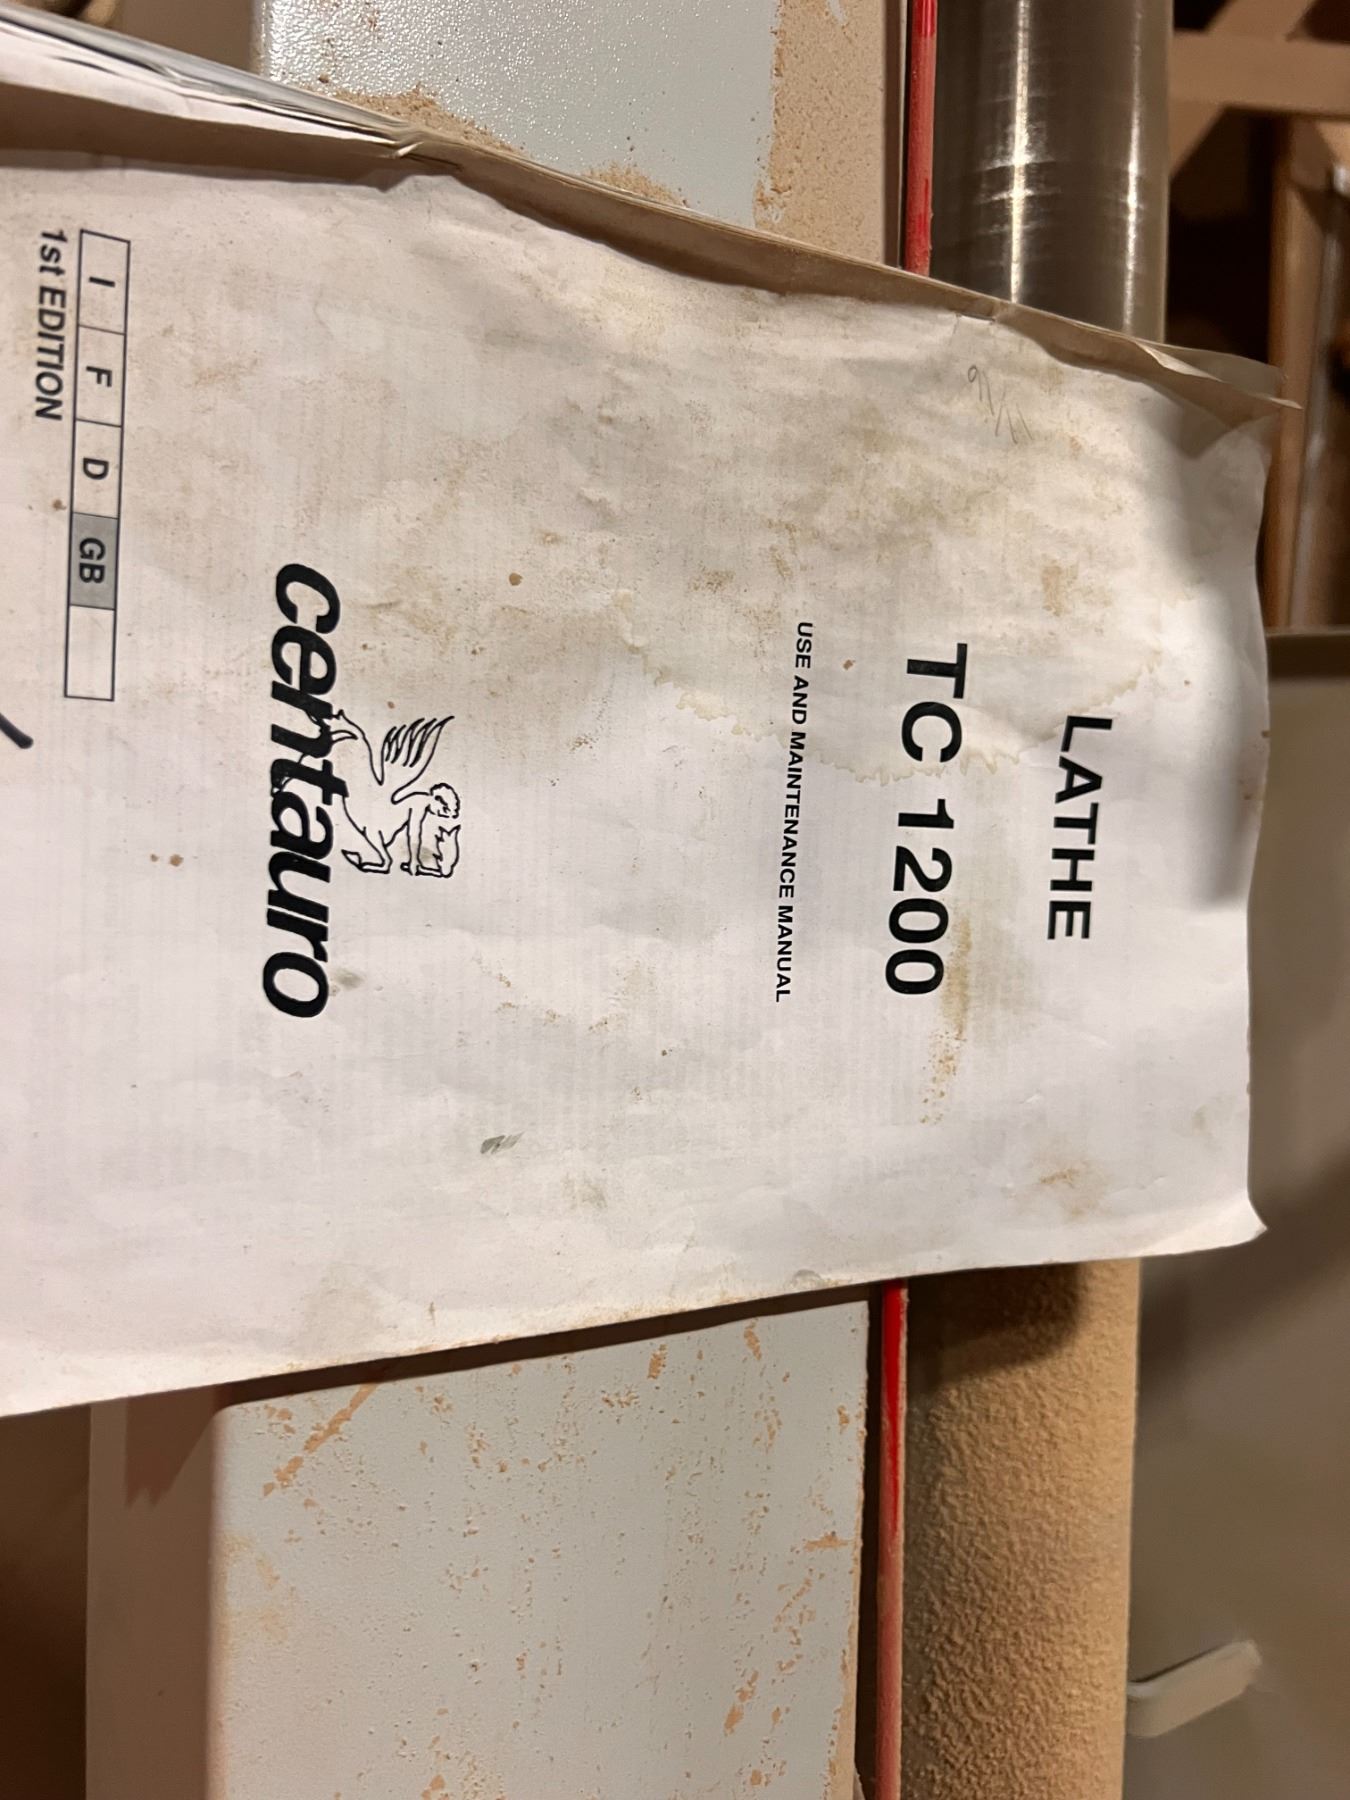 LATHE
TC 1200
USE AND MAINTENANCE MANUAL
centauro
I F D GB
1st EDITION